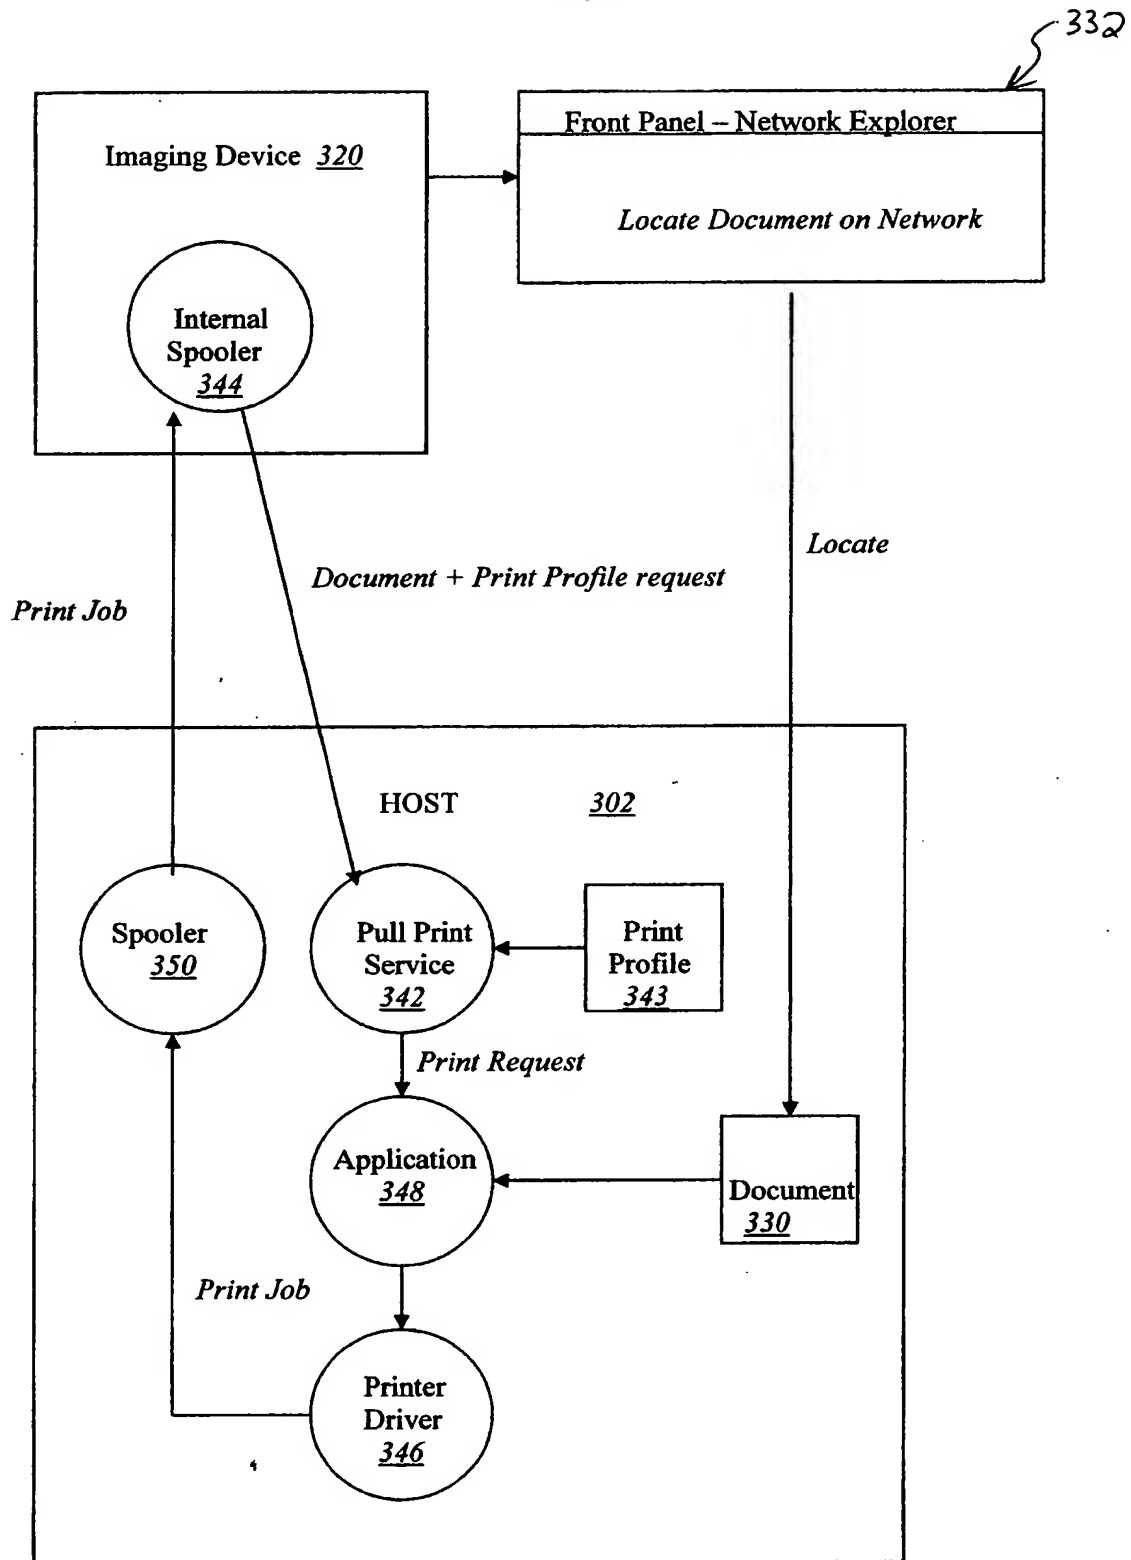 332
Front Panel – Network Explorer
Imaging Device 320
Locate Document on Network
Internal
Spooler
344
Locate
Document + Print Profile request
Print Job
HOST 302
Spooler
350
Pull Print
Service
342
Print
Profile
343
Print Request
Application
348
Document
330
Print Job
Printer
Driver
346